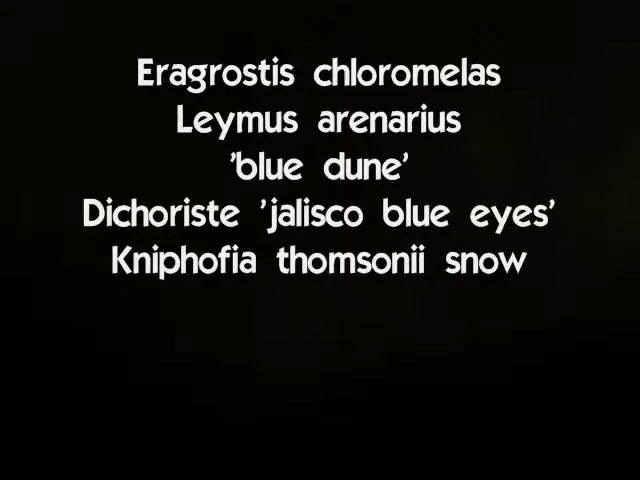 Eragrostis chloromelas
Leymus arenarius
'blue dune'
Dichoriste 'jalisco blue eyes'
Kniphofia thomsonii snow